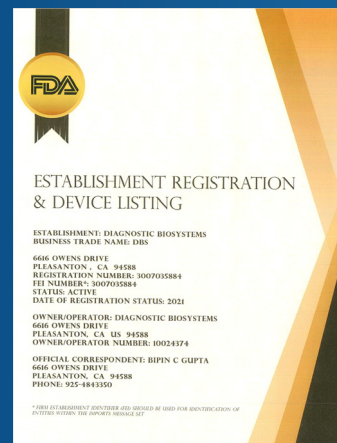 FDA
ESTABLISHMENT REGISTRATION
& DEVICE LISTING
ESTABLISHMENT: DIAGNOSTIC BIOSYSTEMS
BUSINESS TRADE NAME: DBS
6616 OWENS DRIVE
PLEASANTON , CA 94588
REGISTRATION NUMBER: 3007035884
FEI NUMBER*: 3007035884
STATUS: ACTIVE
DATE OF REGISTRATION STATUS: 2021
OWNER/OPERATOR: DIAGNOSTIC BIOSYSTEMS
6616 OWENS DRIVE
PLEASANTON, CA US 94588
OWNER/OPERATOR NUMBER: 10024374
OFFICIAL CORRESPONDENT: BIPIN C GUPTA
6616 OWENS DRIVE
PLEASANTON, CA 94588
PHONE: 925-4843350
* FIRM ESTABLISHMENT IDENTIFIER (FEI) SHOULD BE USED FOR IDENTIFICATION OF
ENTITIES WITHIN THE IMPORTS MESSAGE SET